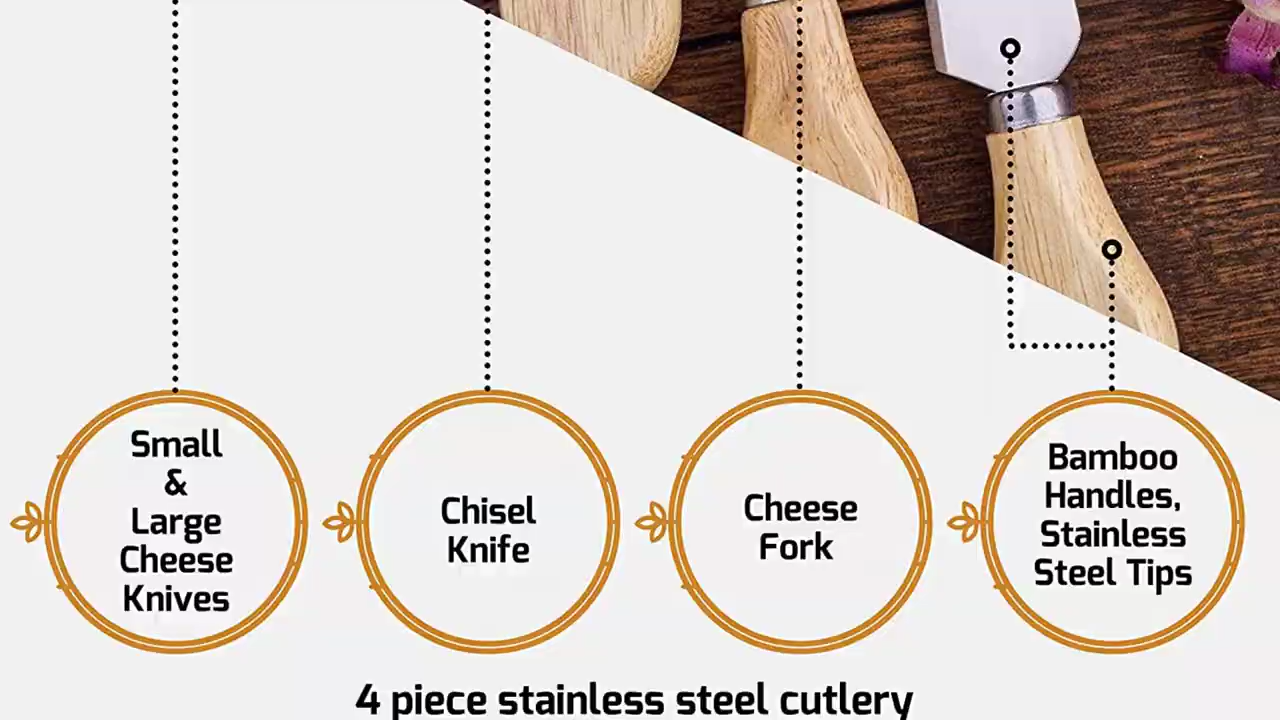 Small
&
Large
Cheese
Knives
Chisel
Knife
Cheese
Fork
Bamboo
Handles,
Stainless
Steel Tips
4 piece stainless steel cutlery